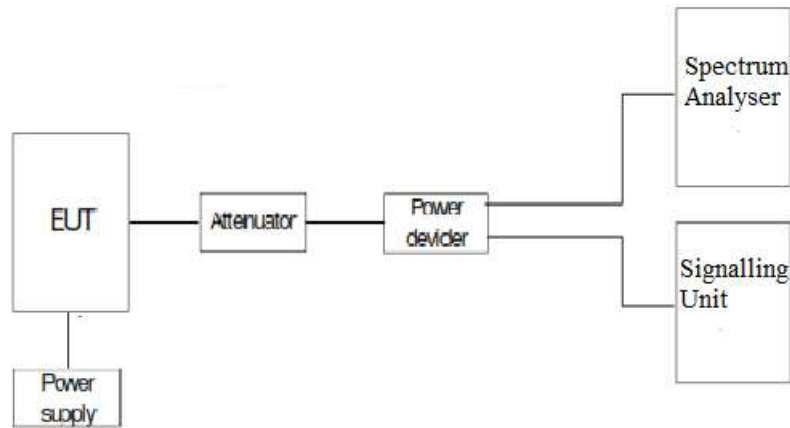 Spectrum
Analyser
EUT
Attenuator
Power
devider
Signalling
Unit
Power
supply